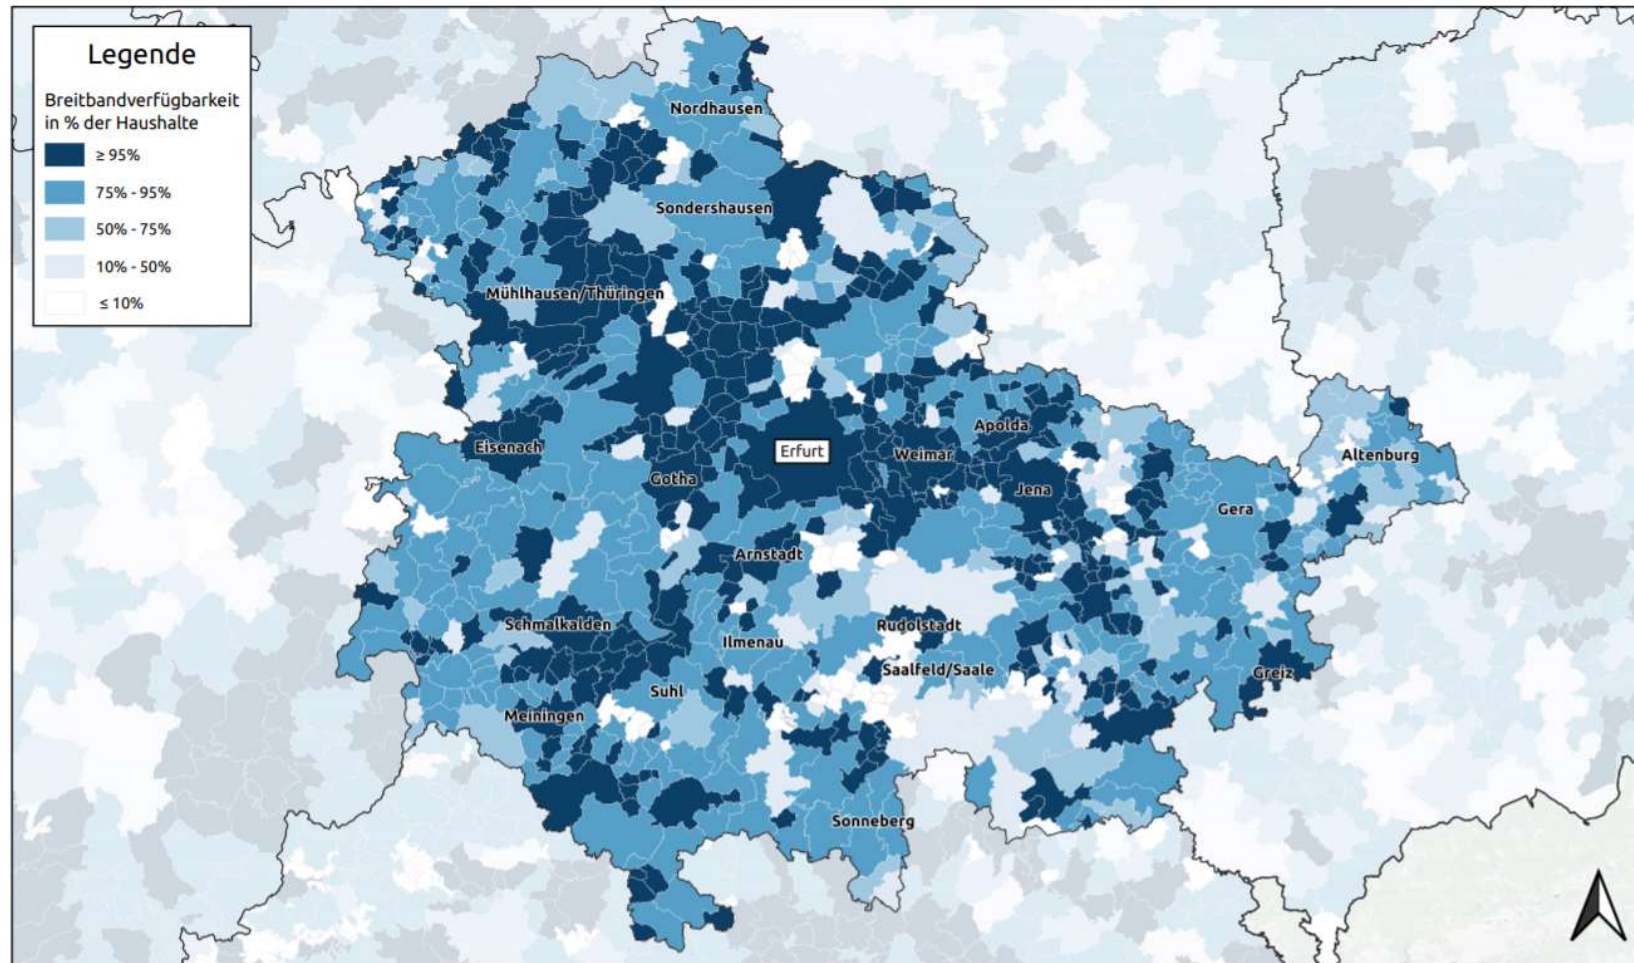 Legende
Breitbandverfügbarkeit
in % der Haushalte
≥ 95%
75% - 95%
50% - 75%
10% - 50%
≤ 10%
Nordhausen
Sondershausen
Mühlhausen/Thüringen
Apolda
Eisenach
Erfurt
Weimar
Altenburg
Gotha
Jena
Gera
Arnstadt
Schmalkalden
Rudolstadt
Ilmenau
Saalfeld/Saale
Greiz
Suhl
Meiningen
Sonneberg